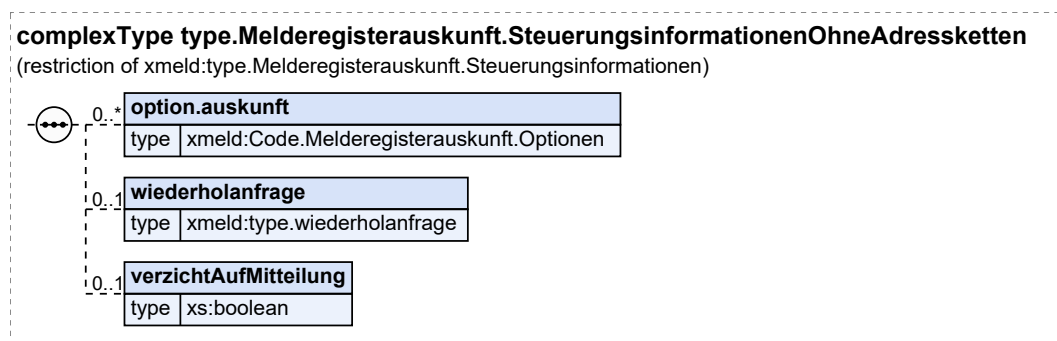 complexType type.Melderegisterauskunft.SteuerungsinformationenOhneAdressketten
(restriction of xmeld:type.Melderegisterauskunft.Steuerungsinformationen)
0..* option.auskunft
type xmeld:Code.Melderegisterauskunft.Optionen
0..1 wiederholanfrage
type xmeld:type.wiederholanfrage
0..1 verzichtAufMitteilung
type xs:boolean